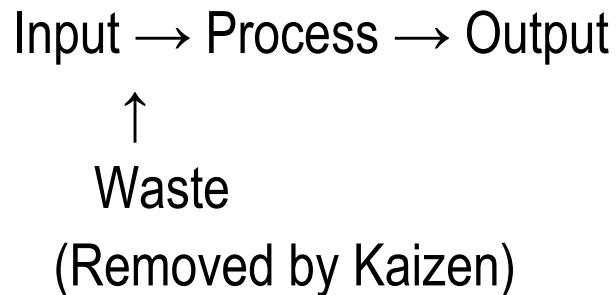 Input → Process → Output
↑
Waste
(Removed by Kaizen)